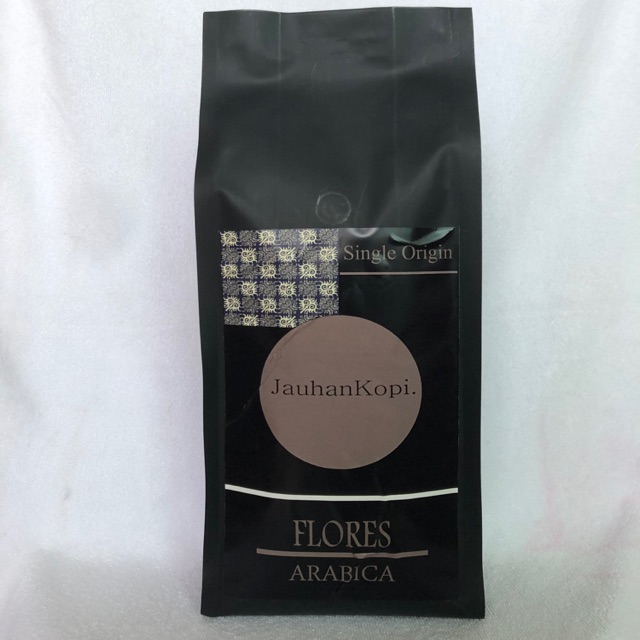 Single Origin
JauhanKopi.
FLORES
ARABICA